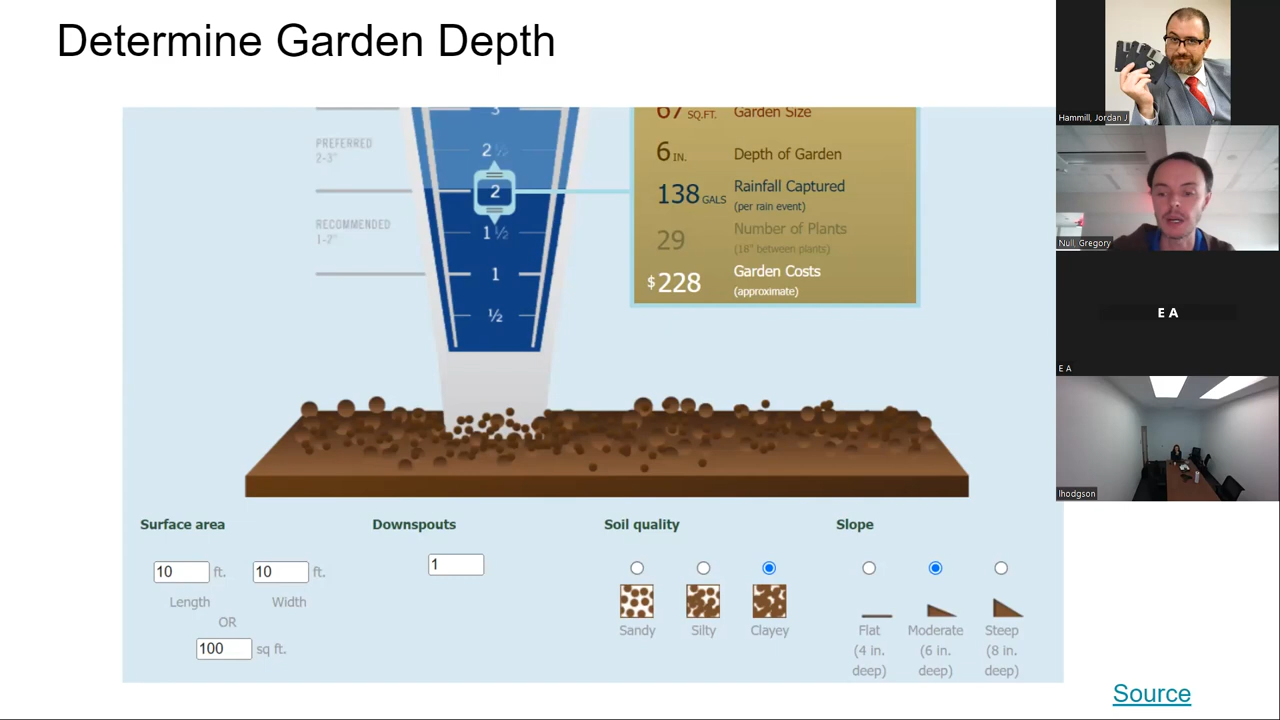 Determine Garden Depth
3
PREFERRED
2-3"
2 ½
2
RECOMMENDED
1-2"
1 ½
1
½
67 SQ.FT. Garden Size
6 IN. Depth of Garden
138 GALS Rainfall Captured
(per rain event)
29 Number of Plants
(18" between plants)
$228 Garden Costs
(approximate)
Surface area
10 ft. 10 ft.
Length Width
OR
100 sq ft.
Downspouts
1
Soil quality
Sandy Silty Clayey
Slope
Flat Moderate Steep
(4 in. (6 in. (8 in.
deep) deep) deep)
Source
Hammill, Jordan J
Null, Gregory
E A
E A
lhodgson